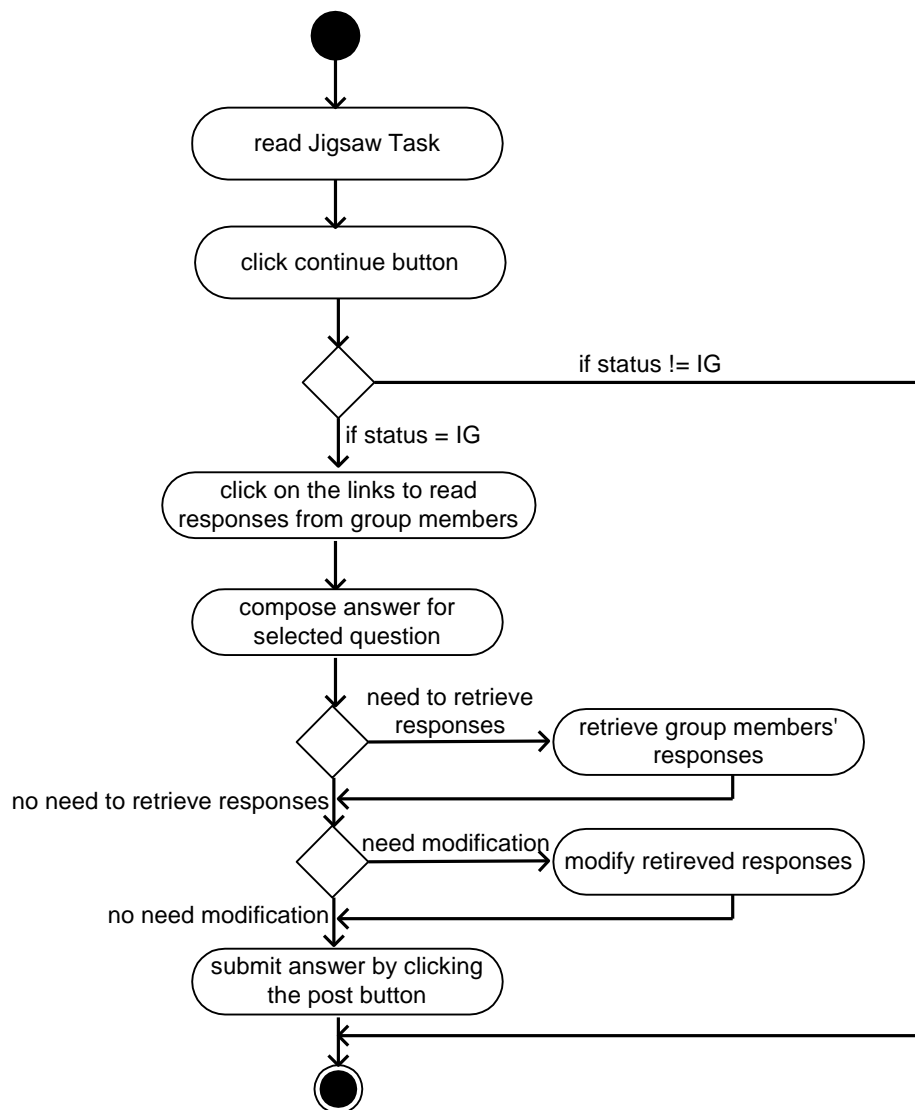 read Jigsaw Task
click continue button
if status != IG
if status = IG
click on the links to read
responses from group members
compose answer for
selected question
need to retrieve
responses
retrieve group members'
responses
no need to retrieve responses
need modification
modify retireved responses
no need modification
submit answer by clicking
the post button